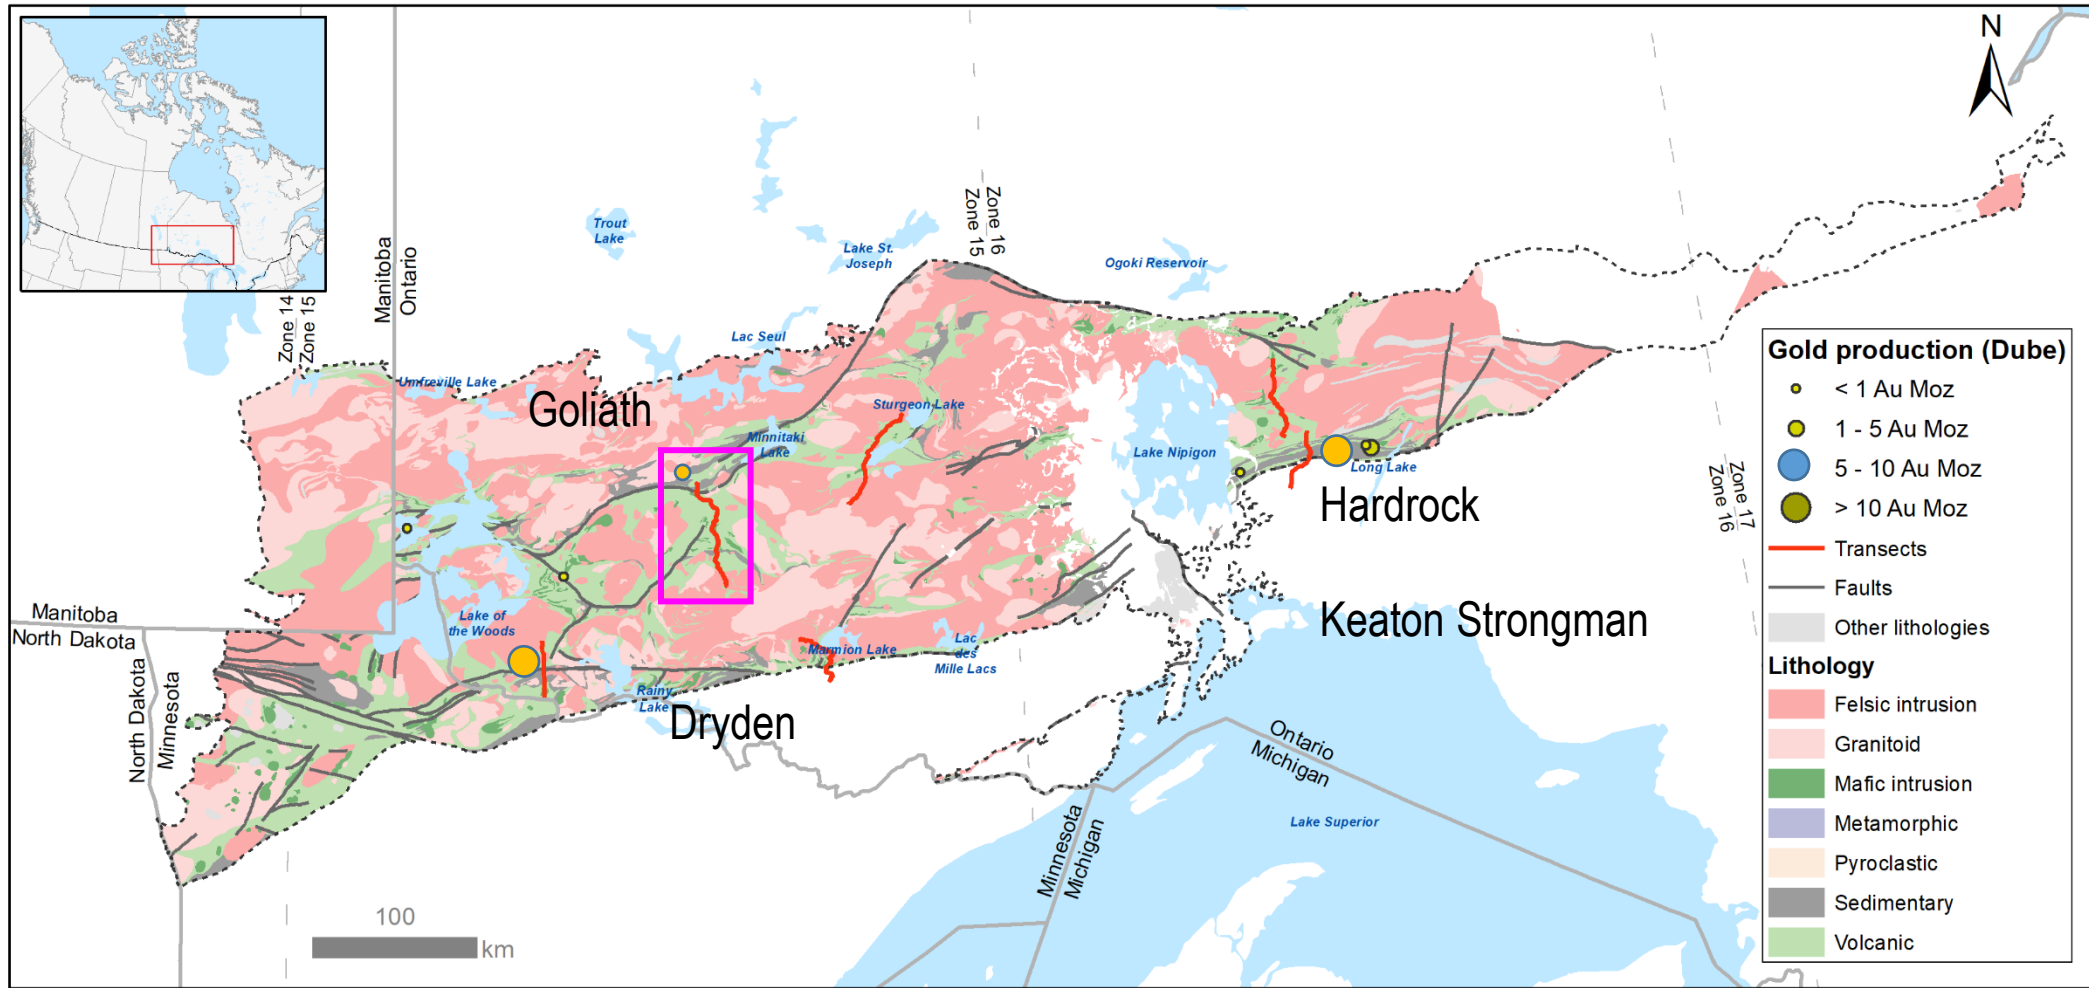 N
Zone 15
Zone 16
Trout
Lake
Lake St.
Joseph
Ogoki Reservoir
Manitoba
Ontario
Zone 14
Zone 15
Lac Seul
Umfreville Lake
Goliath
Sturgeon Lake
Minnitaki
Lake
Lake Nipigon
Long Lake
Hardrock
Zone 16
Zone 17
Keaton Strongman
Lake of
the Woods
Manitoba
North Dakota
North Dakota
Minnesota
Marmion Lake
Lac
des
Mille Lacs
Rainy
Lake
Dryden
Ontario
Michigan
Minnesota
Michigan
Lake Superior
100
km
Gold production (Dube)
< 1 Au Moz
1 - 5 Au Moz
5 - 10 Au Moz
> 10 Au Moz
Transects
Faults
Other lithologies
Lithology
Felsic intrusion
Granitoid
Mafic intrusion
Metamorphic
Pyroclastic
Sedimentary
Volcanic